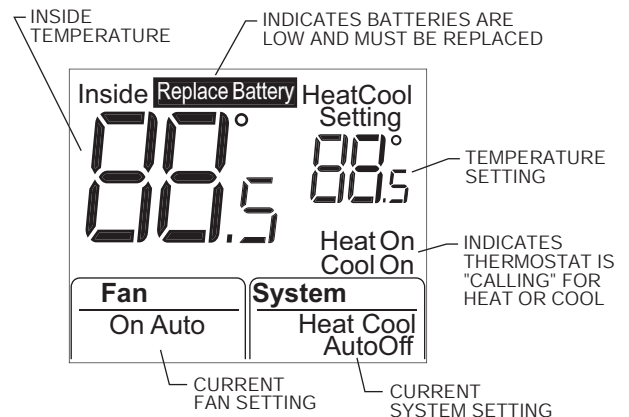 INSIDE
TEMPERATURE
INDICATES BATTERIES ARE
LOW AND MUST BE REPLACED
Inside Replace Battery HeatCool
Setting
88.5°
88.5°
TEMPERATURE
SETTING
Heat On
Cool On
INDICATES
THERMOSTAT IS
"CALLING" FOR
HEAT OR COOL
Fan
On Auto
System
Heat Cool
AutoOff
CURRENT
FAN SETTING
CURRENT
SYSTEM SETTING